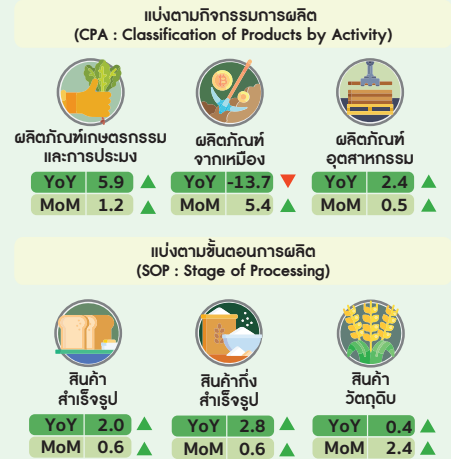 แบ่งตามกิจกรรมการผลิต
(CPA : Classification of Products by Activity)
ผลิตภัณฑ์เกษตรกรรม
และการประมง
YoY 5.9 ▲
MoM 1.2 ▲
ผลิตภัณฑ์
จากเหมือง
YoY -13.7 ▼
MoM 5.4 ▲
ผลิตภัณฑ์
อุตสาหกรรม
YoY 2.4 ▲
MoM 0.5 ▲
แบ่งตามขั้นตอนการผลิต
(SOP : Stage of Processing)
สินค้า
สำเร็จรูป
YoY 2.0 ▲
MoM 0.6 ▲
สินค้ากึ่ง
สำเร็จรูป
YoY 2.8 ▲
MoM 0.6 ▲
สินค้า
วัตถุดิบ
YoY 0.4 ▲
MoM 2.4 ▲